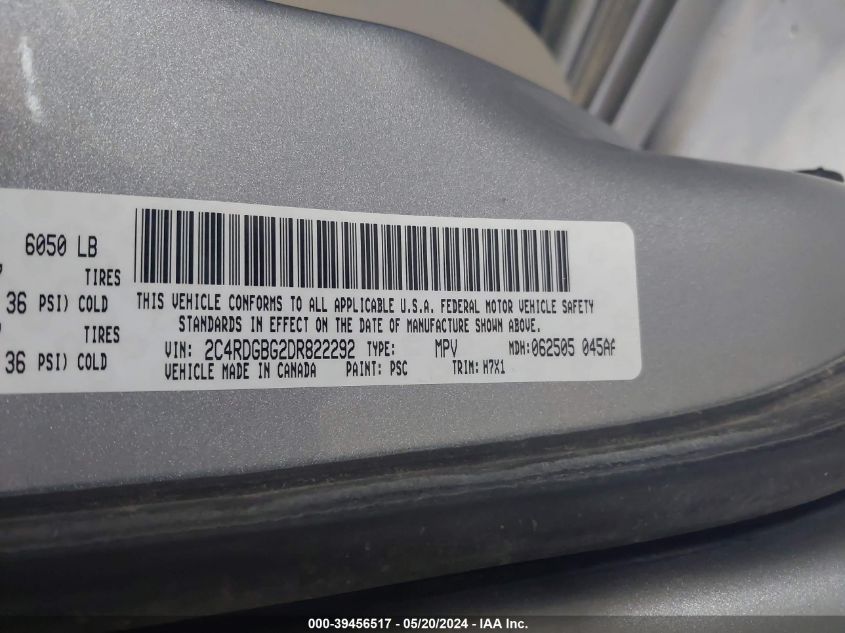 6050 LB
TIRES
36 PSI) COLD
TIRES
36 PSI) COLD
THIS VEHICLE CONFORMS TO ALL APPLICABLE U.S.A. FEDERAL MOTOR VEHICLE SAFETY
STANDARDS IN EFFECT ON THE DATE OF MANUFACTURE SHOWN ABOVE.
VIN: 2C4RDGBG2DR822292 TYPE: MPV MDH:062505 045AA
VEHICLE MADE IN CANADA PAINT: PSC TRIM: H7X1
000-39456517 - 05/20/2024 - IAA Inc.